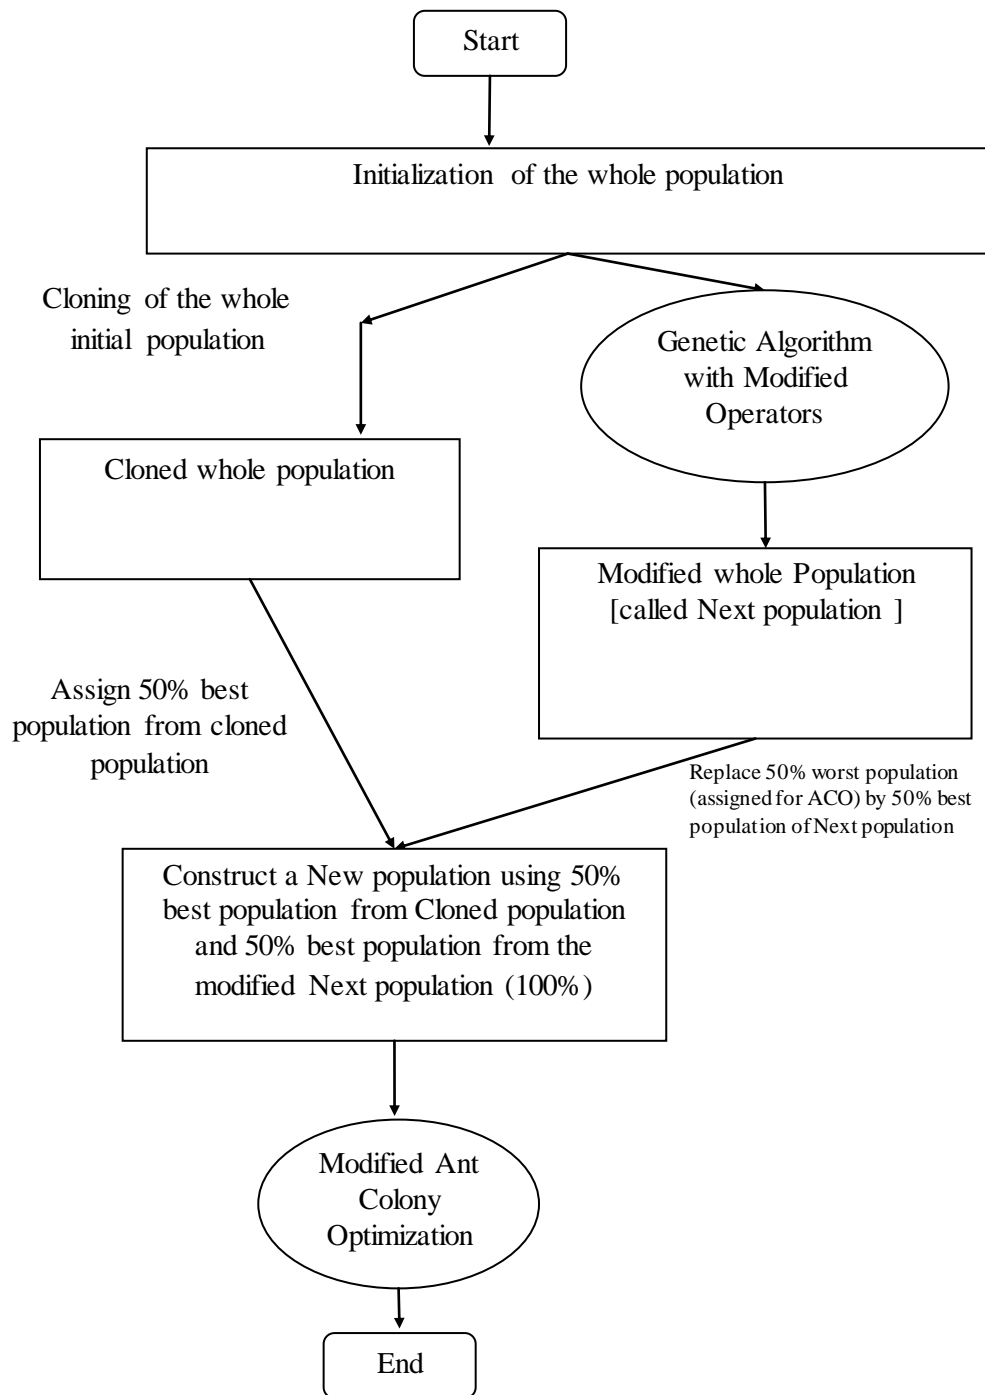 Start
Initialization of the whole population
Cloning of the whole
initial population
Genetic Algorithm
with Modified
Operators
Cloned whole population
Modified whole Population
[called Next population ]
Assign 50% best
population from cloned
population
Replace 50% worst population
(assigned for ACO) by 50% best
population of Next population
Construct a New population using 50%
best population from Cloned population
and 50% best population from the
modified Next population (100%)
Modified Ant
Colony
Optimization
End